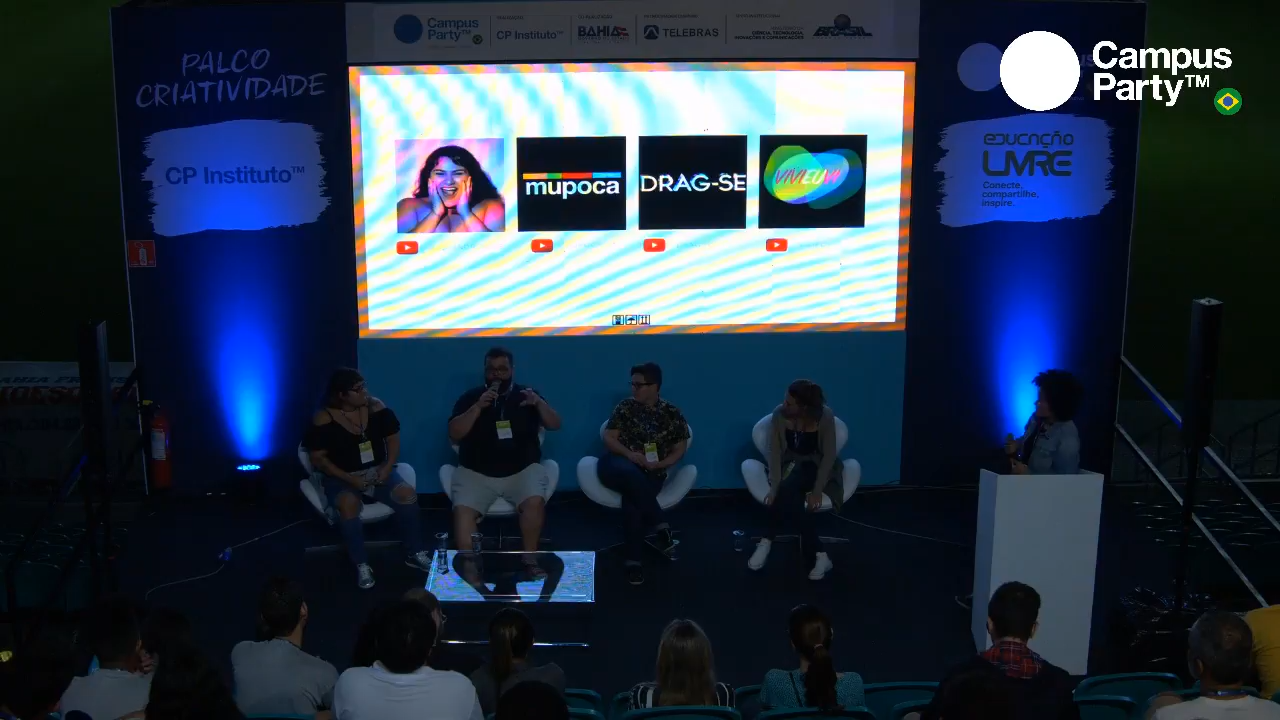 Campus
Party™
CP Instituto™
BAHIA
TELEBRAS
BRASIL
Campus
Party™
PALCO
CRIATIVIDADE
CP Instituto™
EDUCAÇÃO
LIVRE
Conecte,
compartilhe,
inspire.
mupoca
DRAG-SE